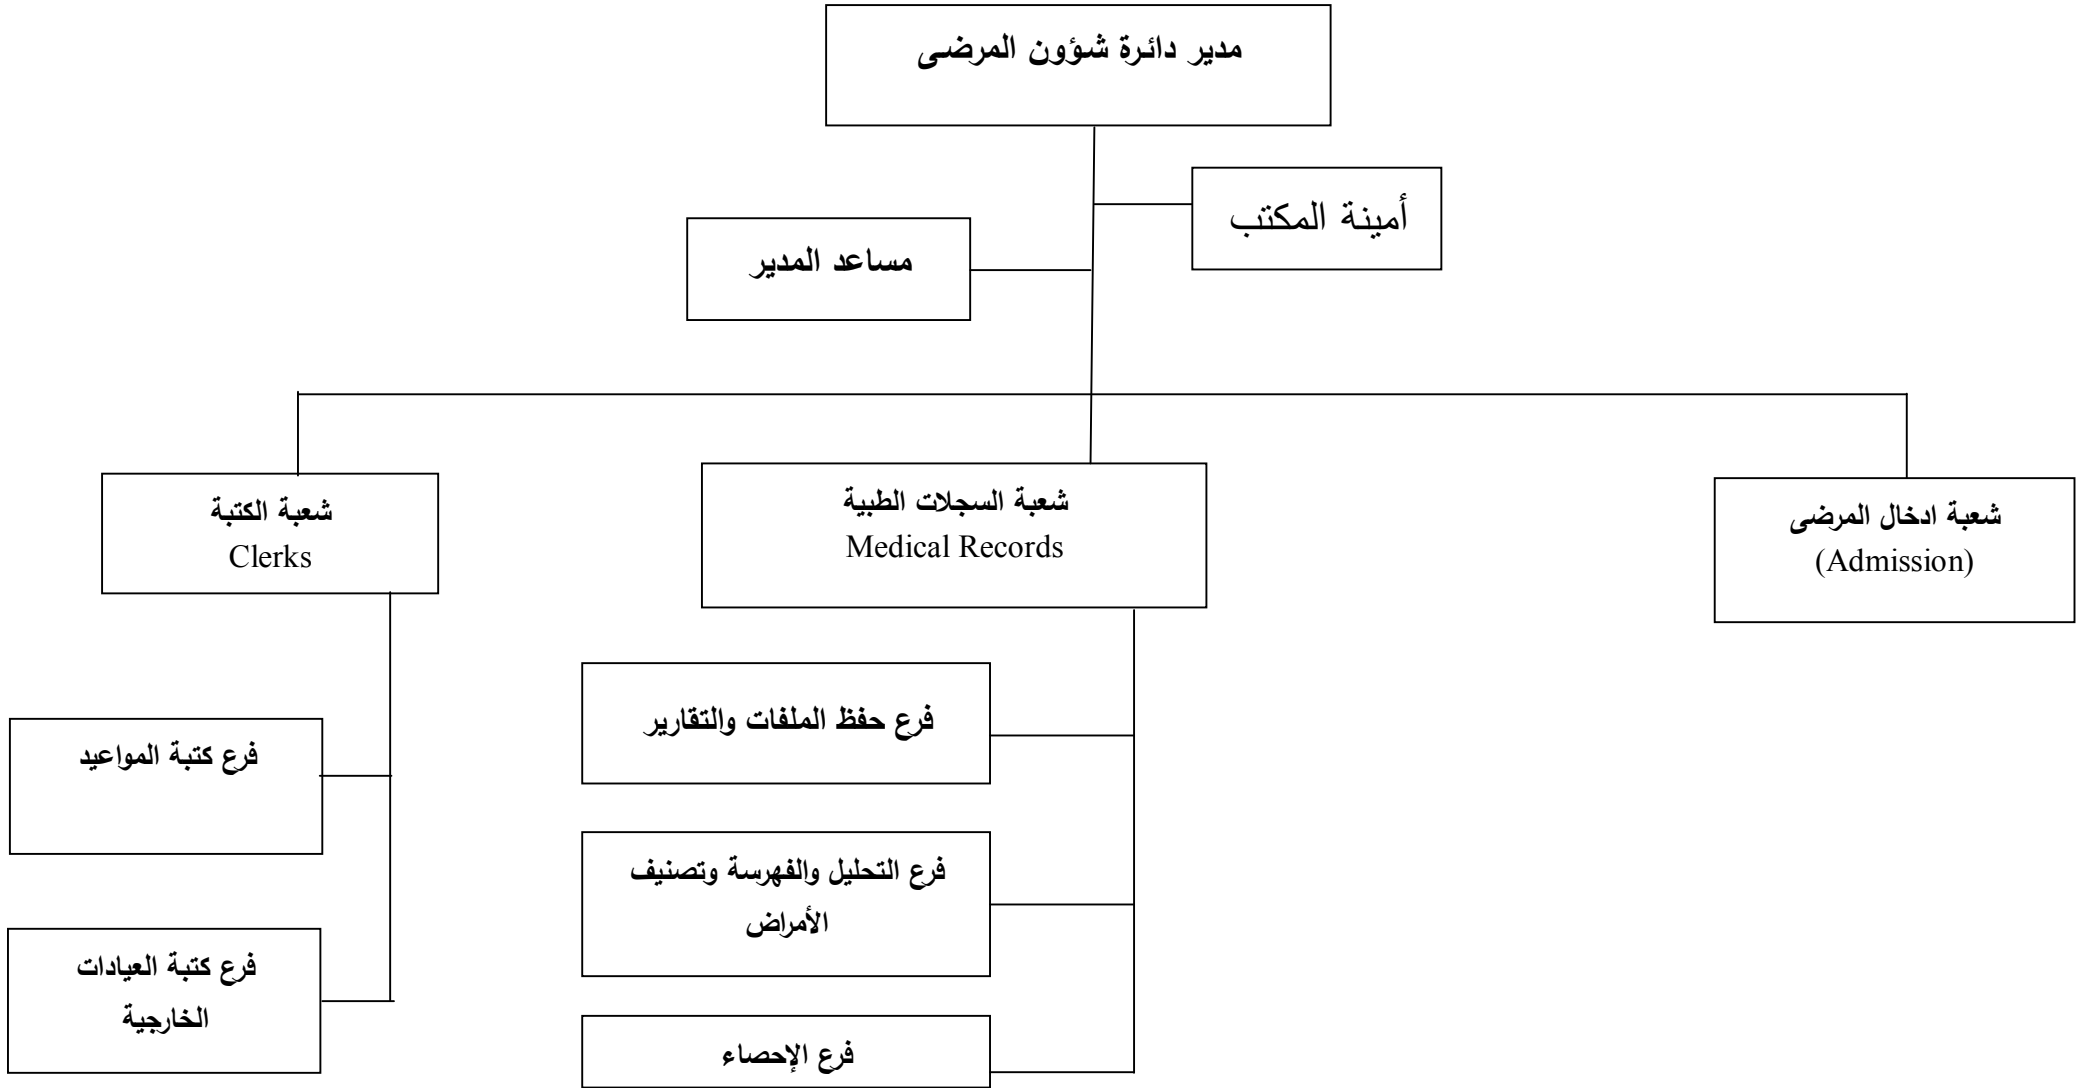 مدير دائرة شؤون المرضى
أمينة المكتب
مساعد المدير
شعبة ادخال المرضى
(Admission)
شعبة السجلات الطبية
Medical Records
شعبة الكتبة
Clerks
فرع حفظ الملفات والتقارير
فرع التحليل والفهرسة وتصنيف
الأمراض
فرع الإحصاء
فرع كتبة المواعيد
فرع كتبة العيادات
الخارجية